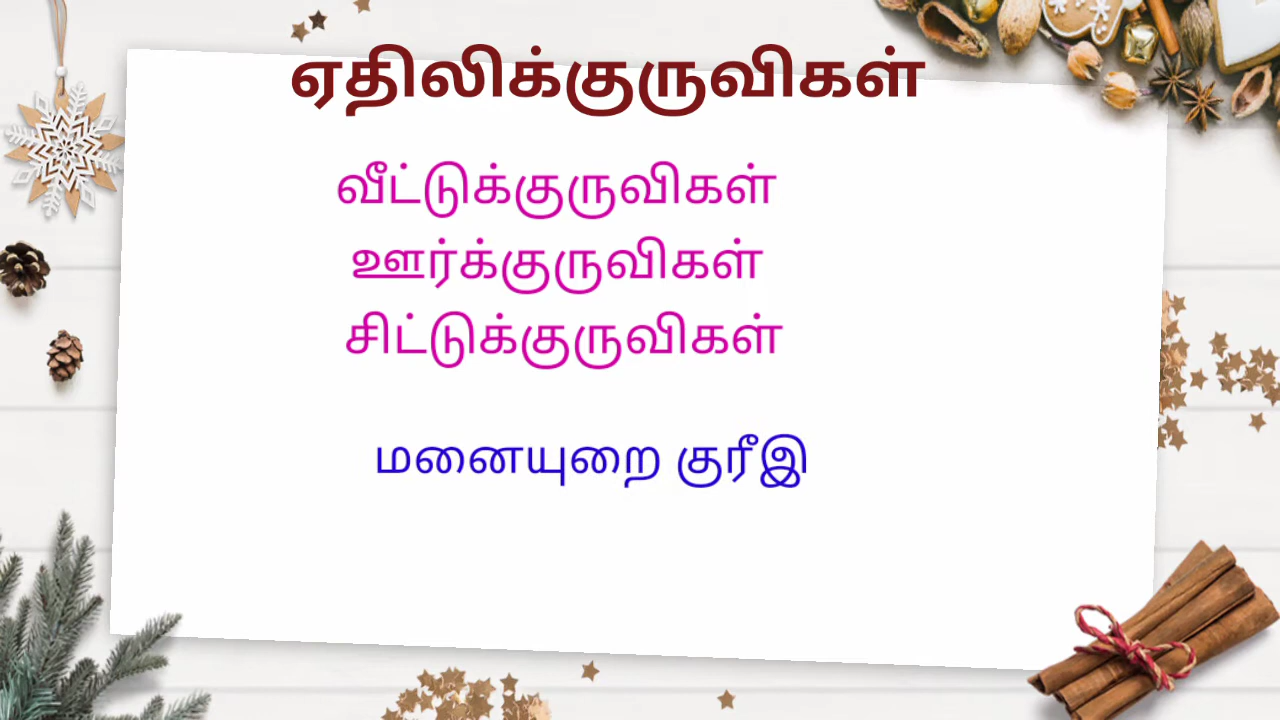 ஏதிலிக்குருவிகள்
வீட்டுக்குருவிகள்
ஊர்க்குருவிகள்
சிட்டுக்குருவிகள்
மனையுறை குரீஇ